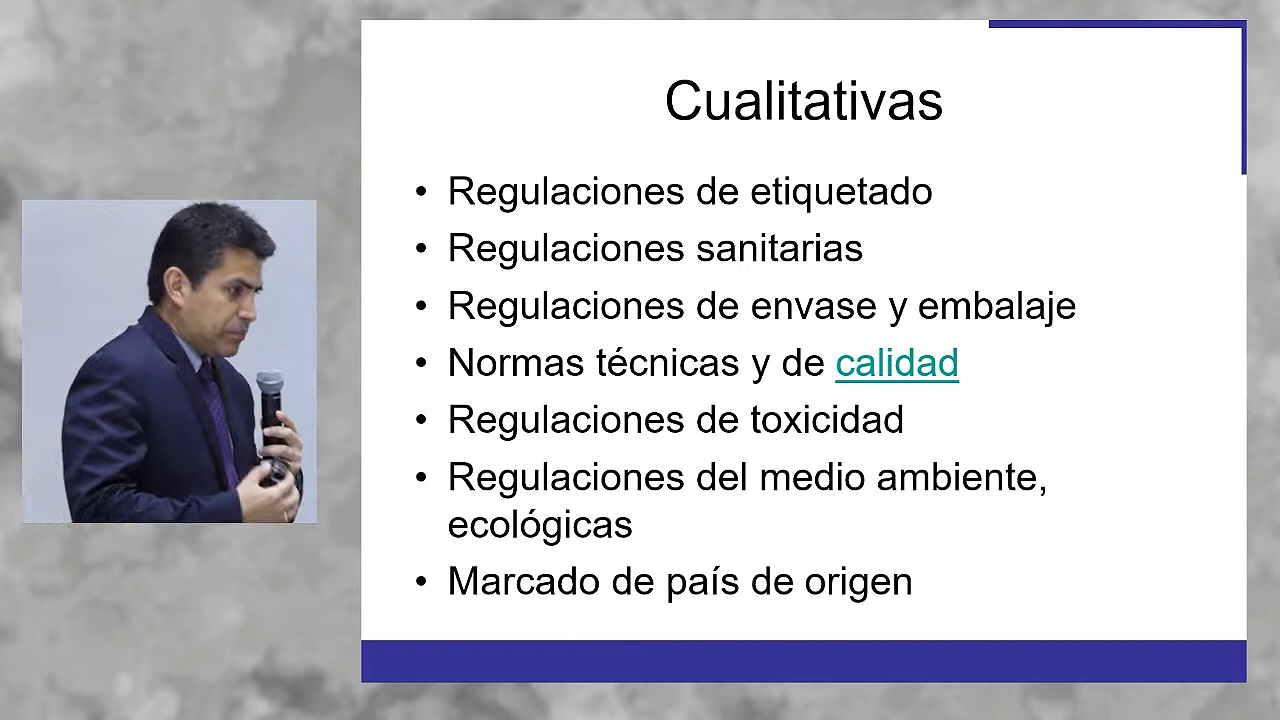 Cualitativas
• Regulaciones de etiquetado
• Regulaciones sanitarias
• Regulaciones de envase y embalaje
• Normas técnicas y de calidad
• Regulaciones de toxicidad
• Regulaciones del medio ambiente,
ecológicas
• Marcado de país de origen